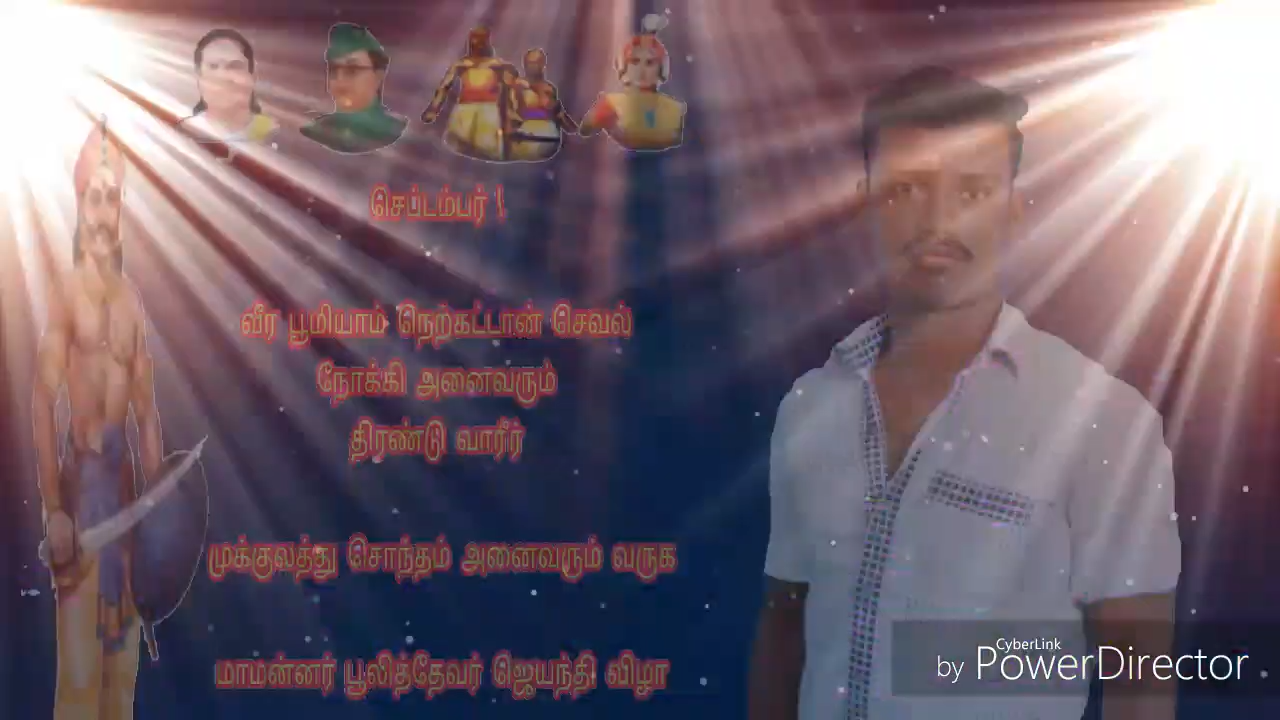 செப்டம்பர் 1
வீர பூமியாம் நெற்கட்டான் செவல்
நோக்கி அனைவரும்
திரண்டு வாரீர்
முக்குலத்து சொந்தம் அனைவரும் வருக
மாமன்னர் பூலித்தேவர் ஜெயந்தி விழா
CyberLink
by PowerDirector